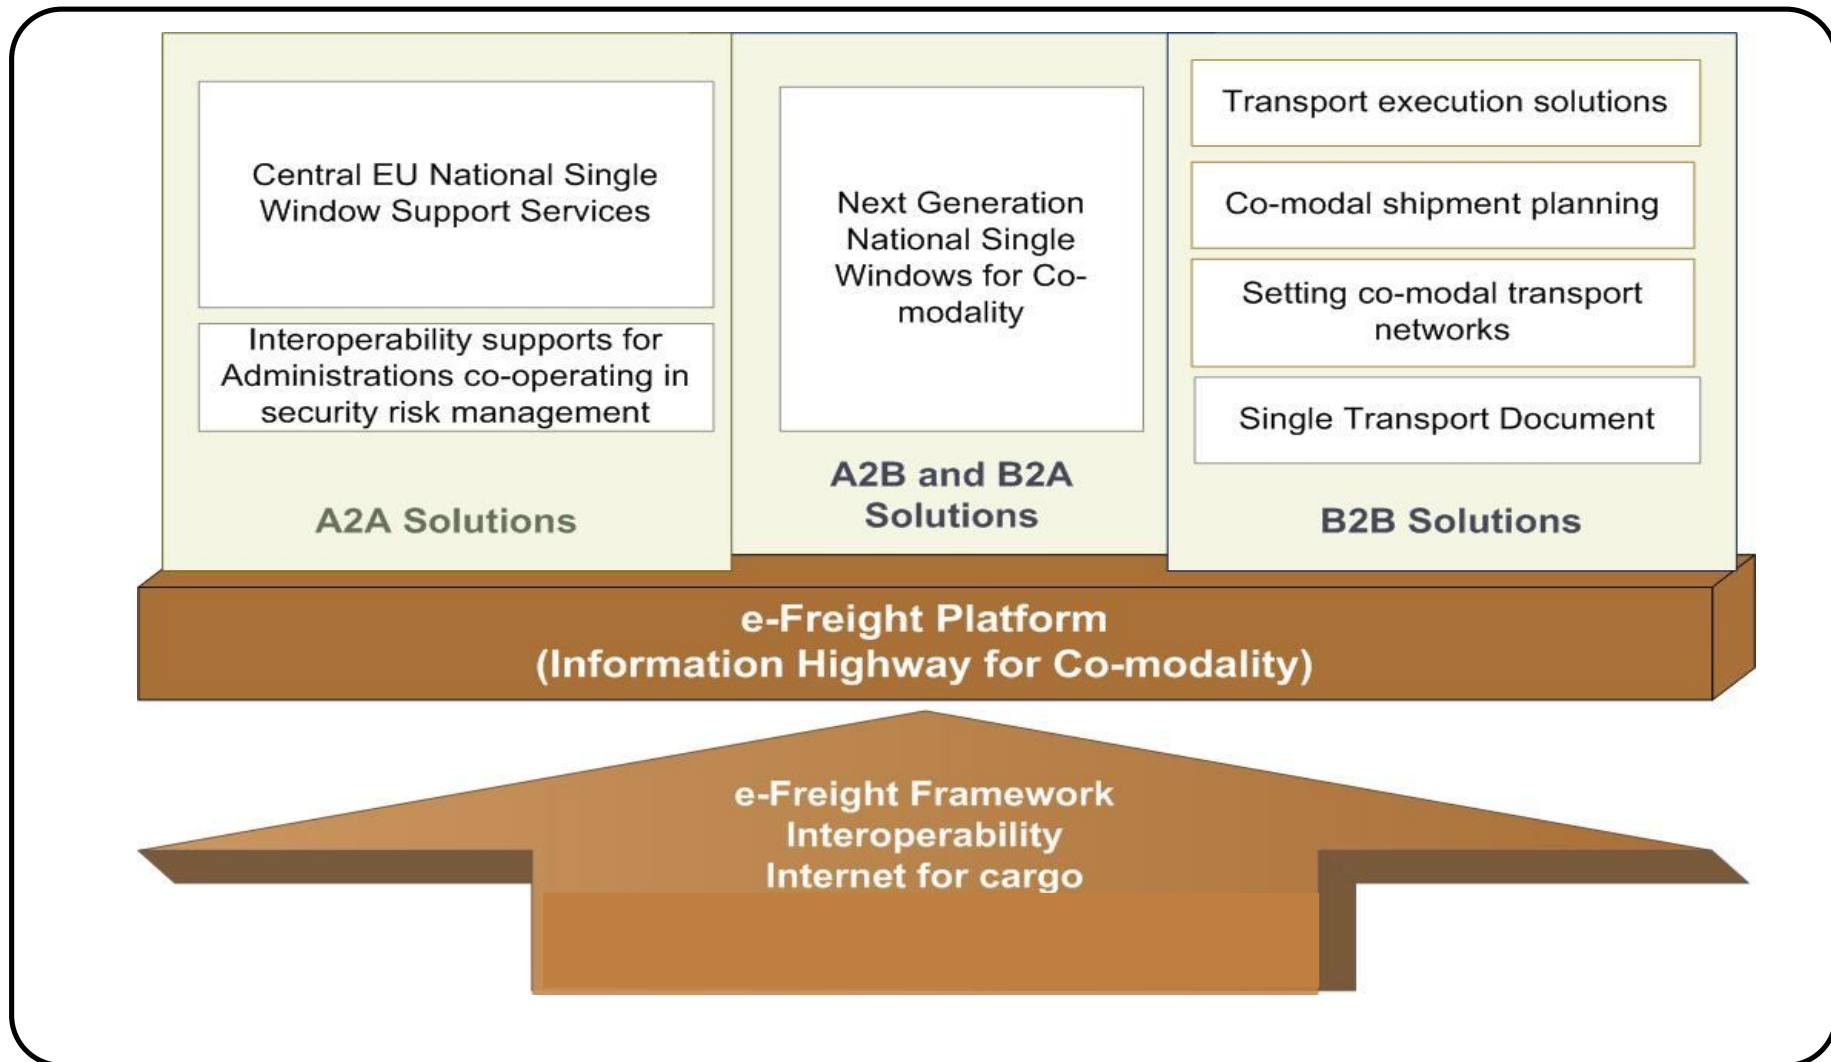 Central EU National Single
Window Support Services
Interoperability supports for
Administrations co-operating in
security risk management
A2A Solutions
Next Generation
National Single
Windows for Co-
modality
A2B and B2A
Solutions
Transport execution solutions
Co-modal shipment planning
Setting co-modal transport
networks
Single Transport Document
B2B Solutions
e-Freight Platform
(Information Highway for Co-modality)
e-Freight Framework
Interoperability
Internet for cargo